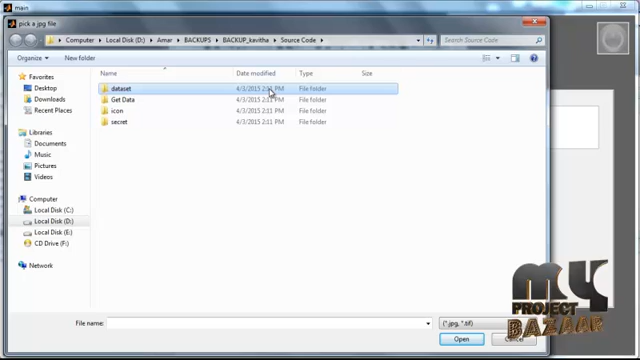 main
pick a jpg file
Computer ▸ Local Disk (D:) ▸ Amar ▸ BACKUPS ▸ BACKUP_kavitha ▸ Source Code ▸
Search Source Code
Organize
New folder
Name
Date modified
Type
Size
Favorites
Desktop
Downloads
Recent Places
Libraries
Documents
Music
Pictures
Videos
Computer
Local Disk (C:)
Local Disk (D:)
Local Disk (E:)
CD Drive (F:)
Network
dataset 4/3/2015 2:11 PM File folder
Get Data 4/3/2015 2:11 PM File folder
icon 4/3/2015 2:11 PM File folder
secret 4/3/2015 2:11 PM File folder
File name:
(*.jpg, *.tif)
Open
Cancel
my
PROJECT
BAZAAR